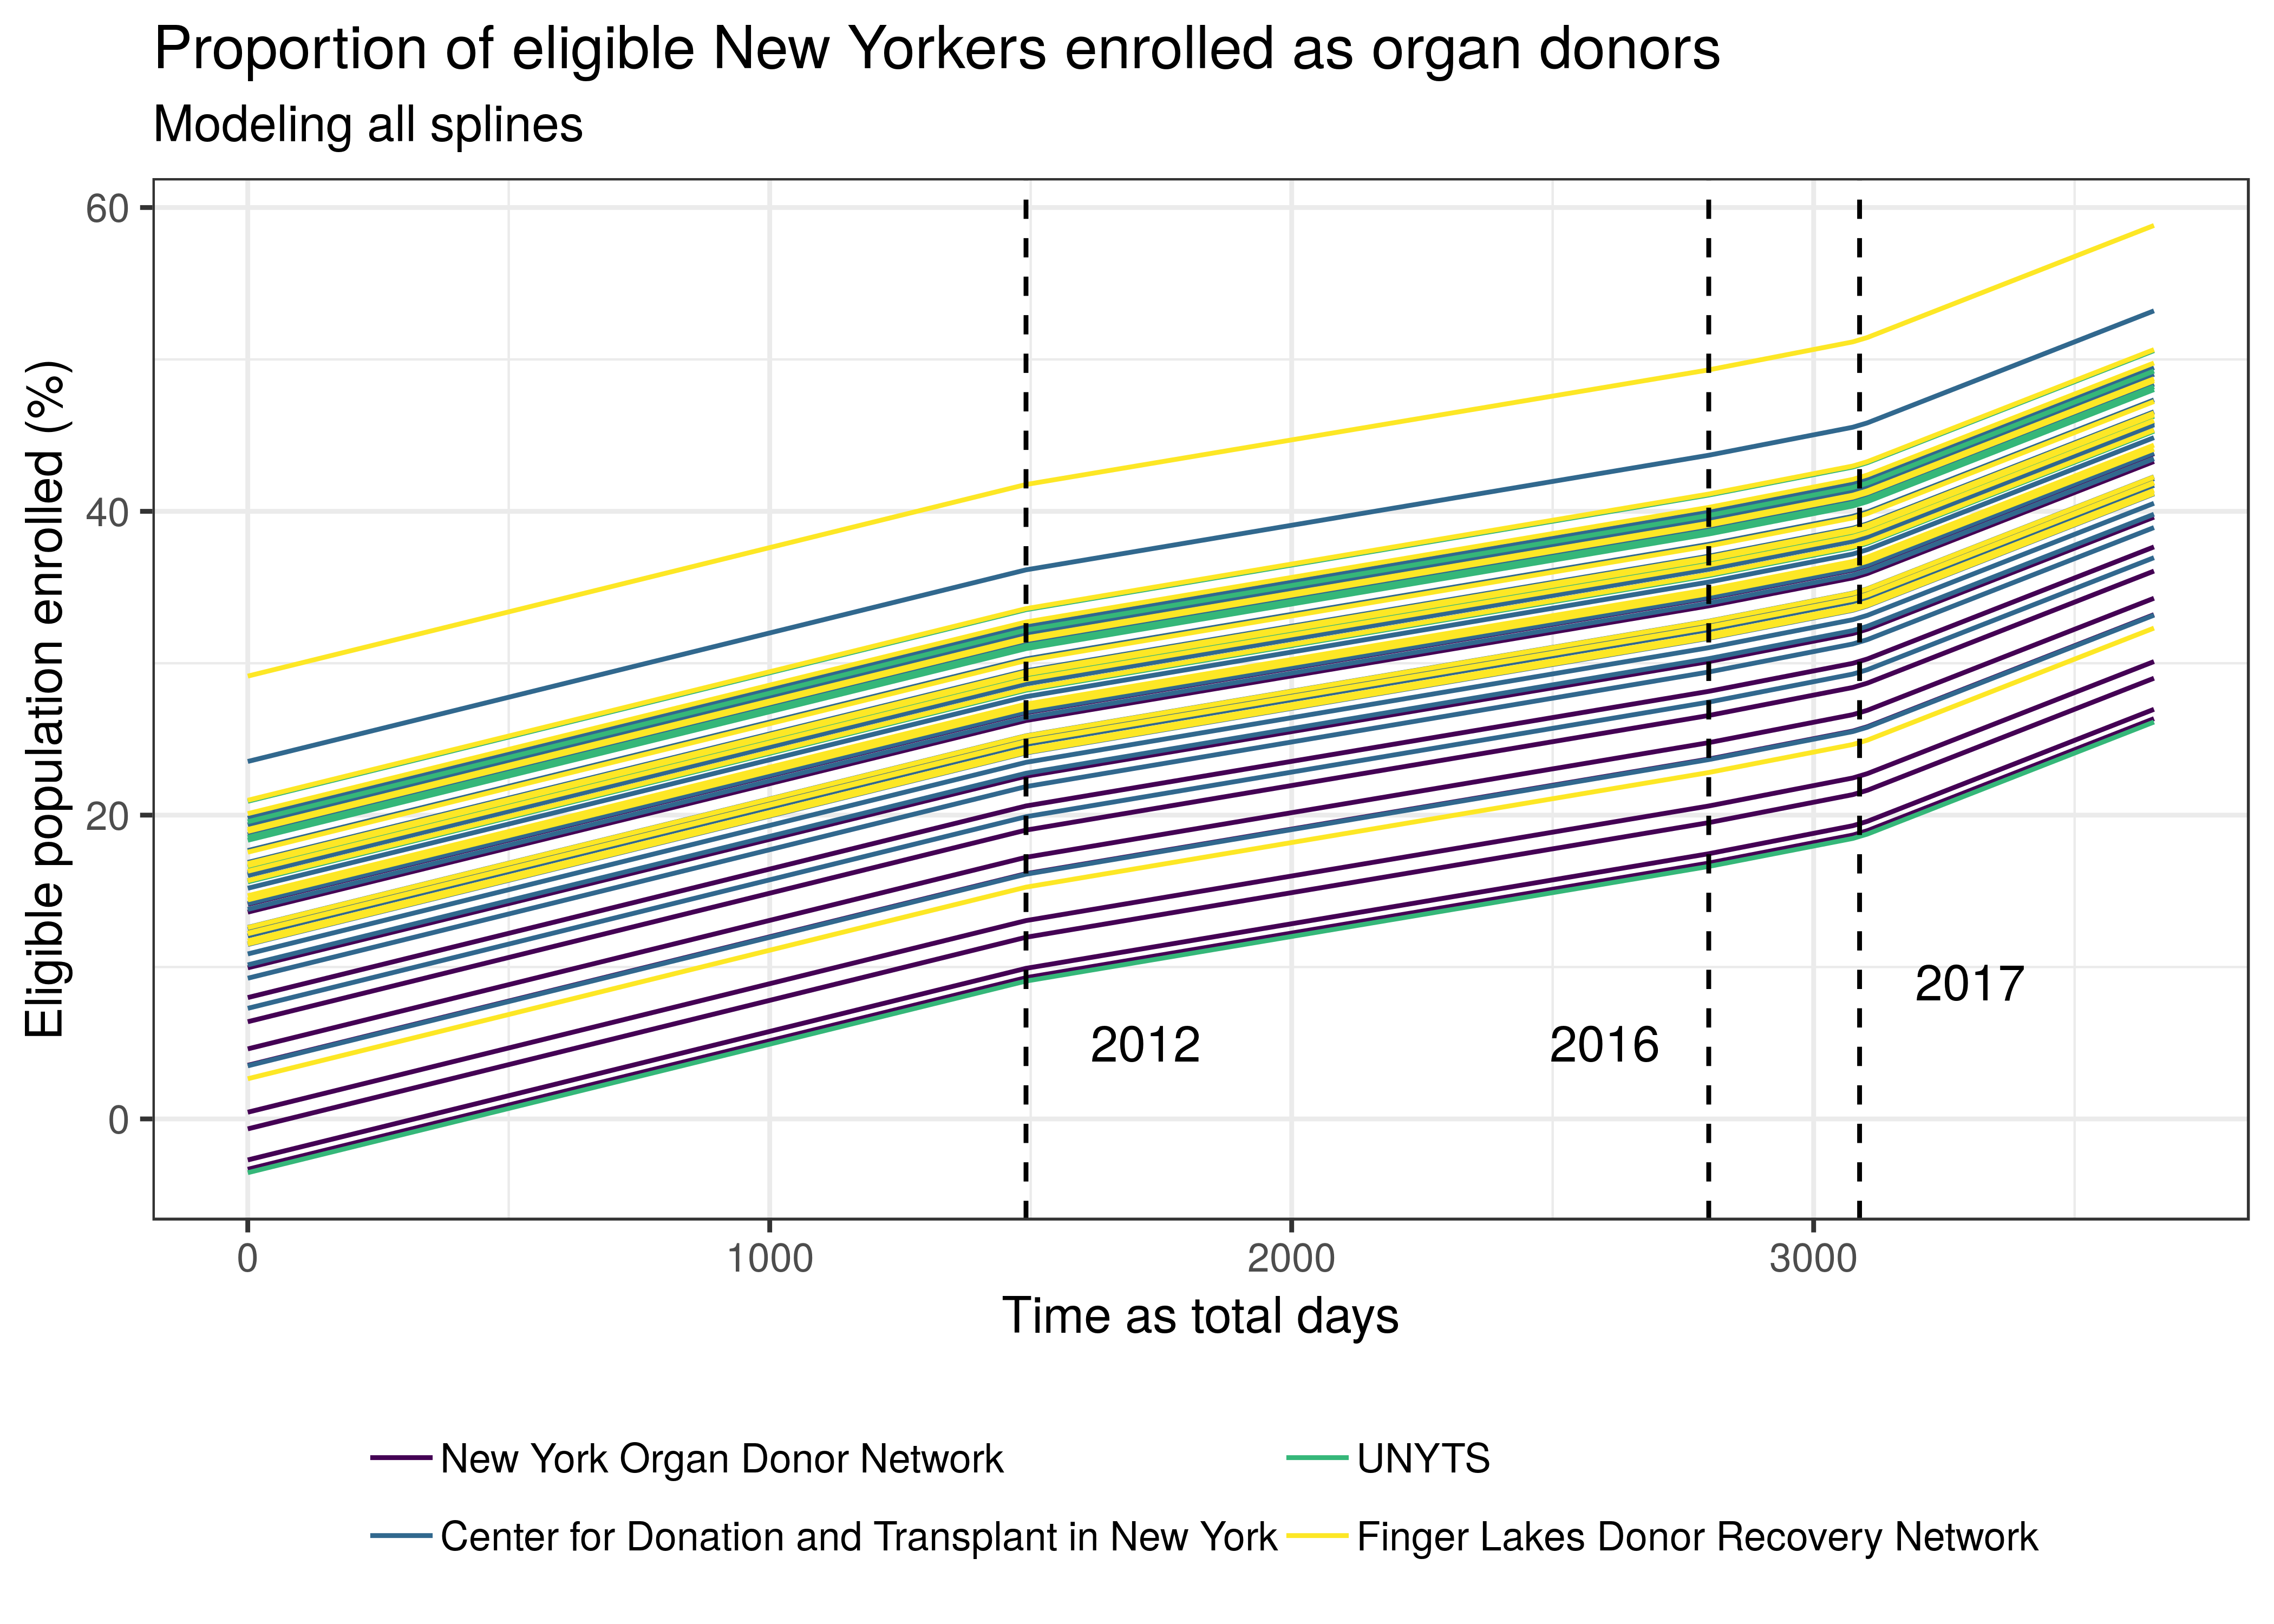 Proportion of eligible New Yorkers enrolled as organ donors
Modeling all splines
Eligible population enrolled (%)
60
40
20
0
2012
2016
2017
0
1000
2000
3000
Time as total days
New York Organ Donor Network
UNYTS
Center for Donation and Transplant in New York
Finger Lakes Donor Recovery Network